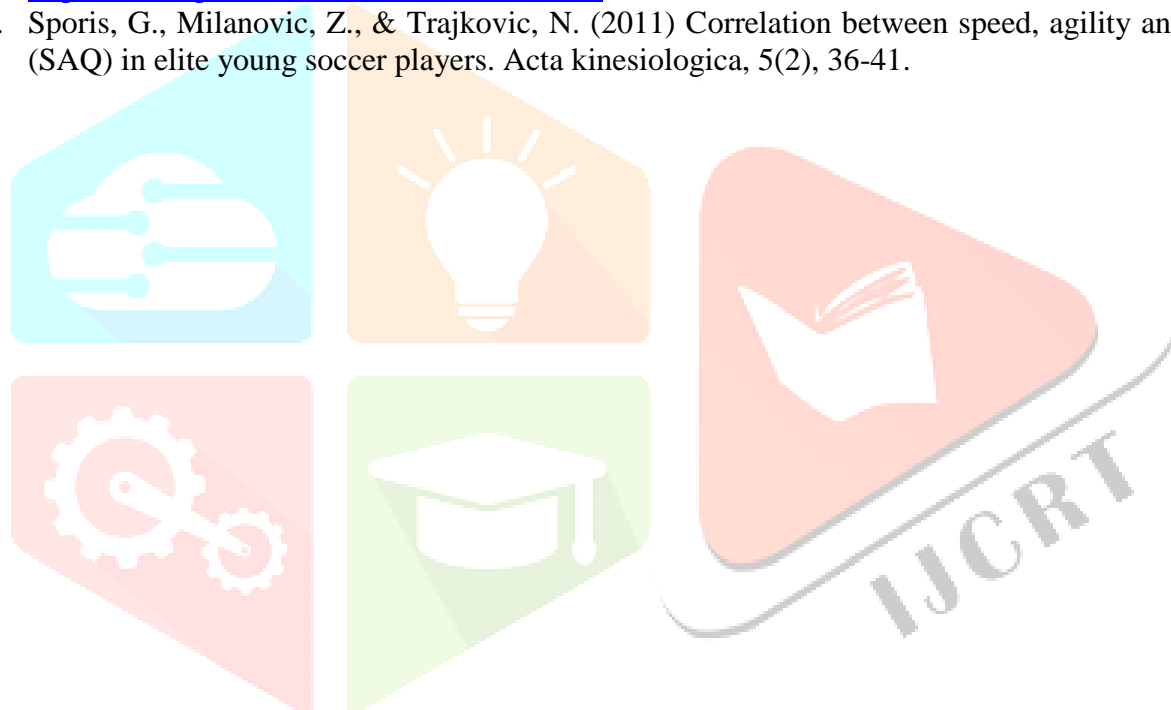 . Sporis, G., Milanovic, Z., & Trajkovic, N. (2011) Correlation between speed, agility an
(SAQ) in elite young soccer players. Acta kinesiologica, 5(2), 36-41.
IJCRT